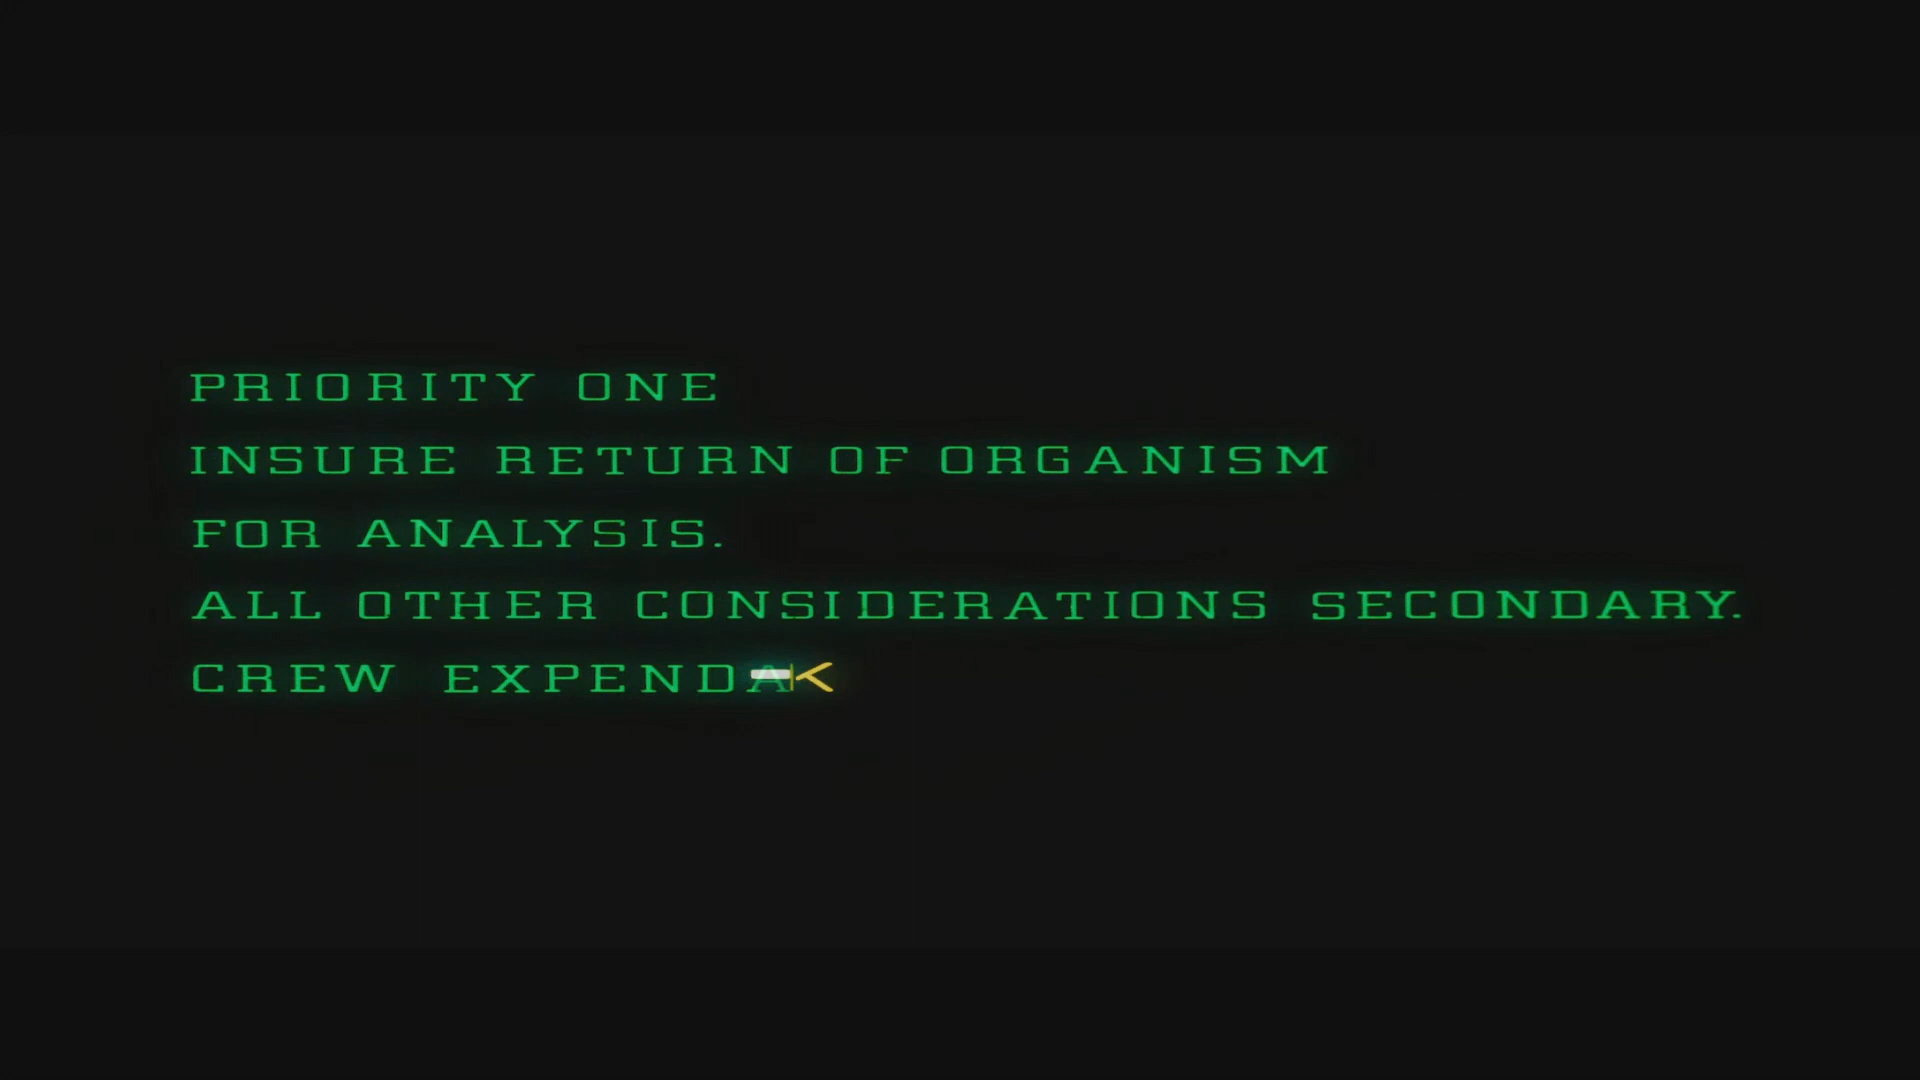 PRIORITY ONE
INSURE RETURN OF ORGANISM
FOR ANALYSIS.
ALL OTHER CONSIDERATIONS SECONDARY.
CREW EXPENDA